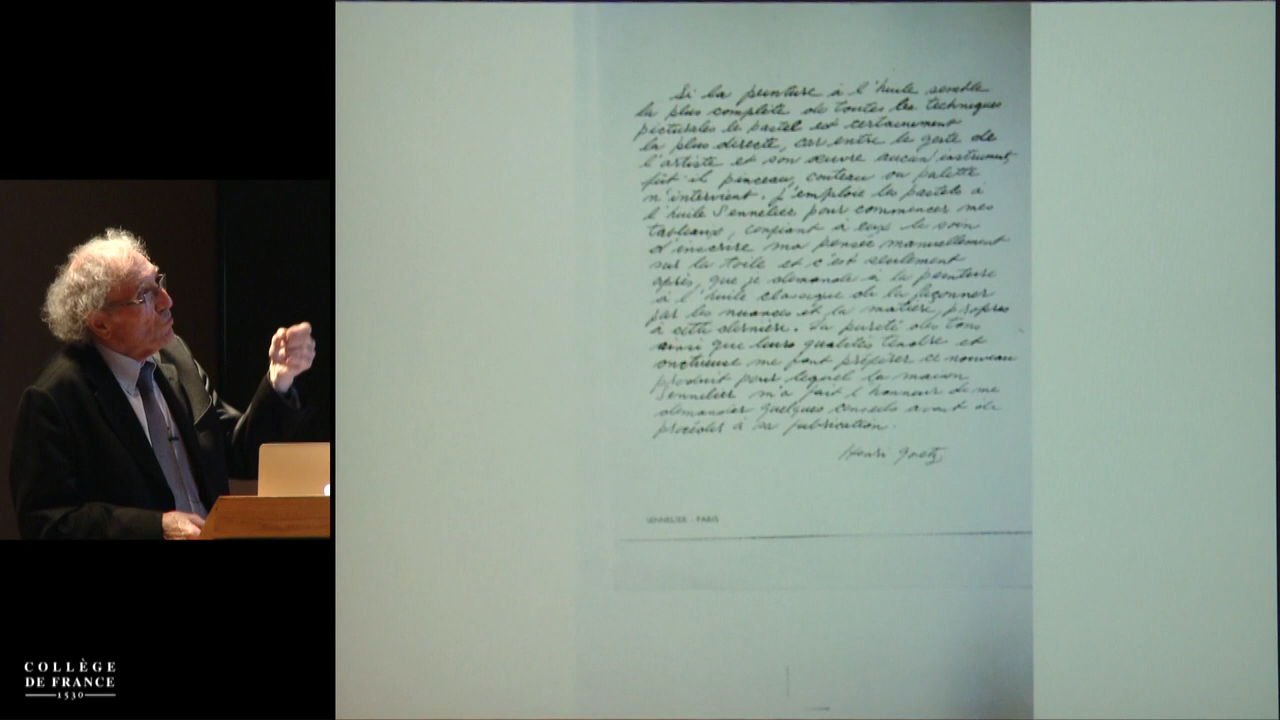 Si la peinture à l'huile semble
la plus complète de toutes les techniques
picturales le pastel est certainement
la plus directe, car entre le geste de
l'artiste et son œuvre aucun instrument,
fût-il pinceau, couteau ou palette
n'intervient. J'emploie les pastels à
l'huile Sennelier pour commencer mes
tableaux, confiant à eux le soin
d'inscrire ma pensée manuellement
sur la toile et c'est seulement
après, que je demande à la peinture
à l'huile classique de la façonner
par les nuances et la matière, propres
à cette dernière. La pureté des tons
ainsi que leurs qualités tendre et
onctueuse me font préférer ce nouveau
produit pour lequel la maison
Sennelier m'a fait l'honneur de me
demander quelques conseils avant de
procéder à sa fabrication.
Henri Goetz
SENNELIER - PARIS
COLLÈGE
DE FRANCE
1530